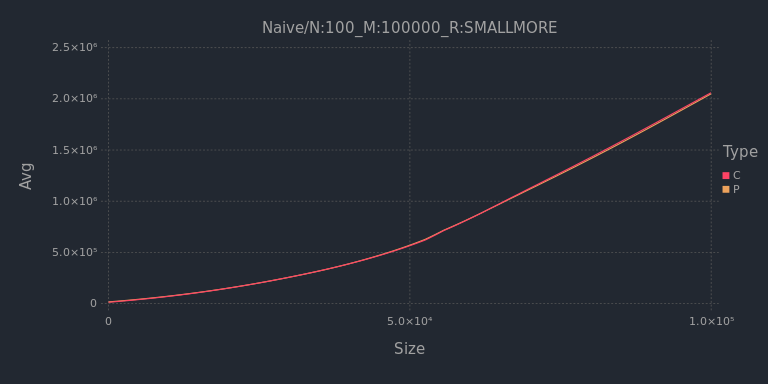 Naive/N:100_M:100000_R:SMALLMORE
2.5×10⁶
2.0×10⁶
1.5×10⁶
1.0×10⁶
5.0×10⁵
0
Avg
0
5.0×10⁴
1.0×10⁵
Size
Type
C
P